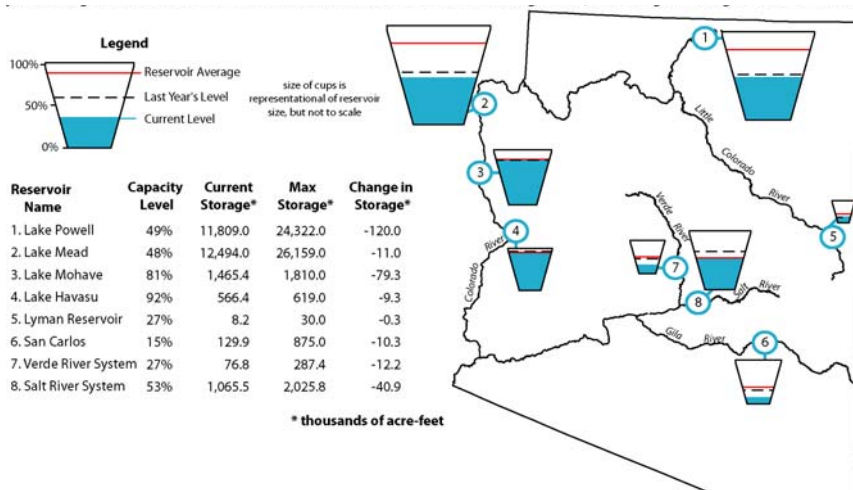 Legend
100%
50%
0%
Reservoir Average
Last Year's Level
Current Level
size of cups is
representational of reservoir
size, but not to scale
Reservoir Name Capacity Level Current Storage* Max Storage* Change in Storage*
1. Lake Powell 49% 11,809.0 24,322.0 -120.0
2. Lake Mead 48% 12,494.0 26,159.0 -11.0
3. Lake Mohave 81% 1,465.4 1,810.0 -79.3
4. Lake Havasu 92% 566.4 619.0 -9.3
5. Lyman Reservoir 27% 8.2 30.0 -0.3
6. San Carlos 15% 129.9 875.0 -10.3
7. Verde River System 27% 76.8 287.4 -12.2
8. Salt River System 53% 1,065.5 2,025.8 -40.9
* thousands of acre-feet
1
2
3
4
5
6
7
8
Little Colorado River
Verde River
Colorado River
Salt River
Gila River